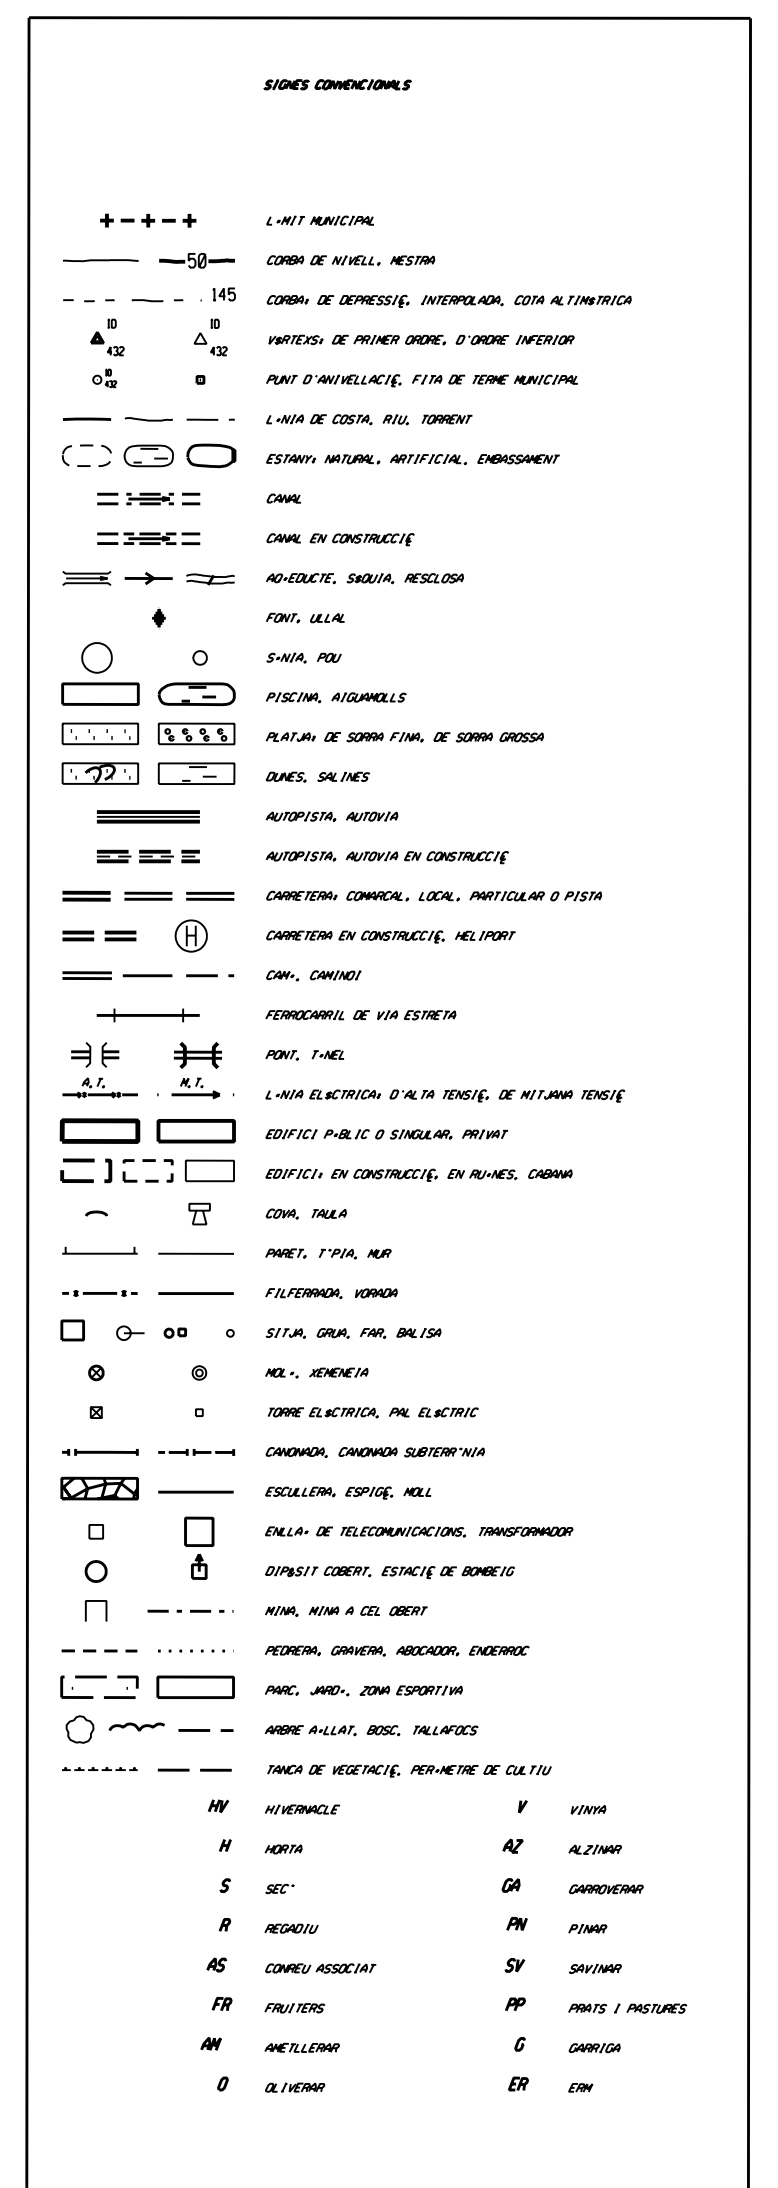 SIGNES CONVENCIONALS
L•MIT MUNICIPAL
50 CORBA DE NIVELL, MESTRA
145 CORBA: DE DEPRESSI£, INTERPOLADA, COTA ALTIM$TRICA
ID 432 ID 432 V$RTEXS: DE PRIMER ORDRE, D'ORDRE INFERIOR
ID 432 PUNT D'ANIVELLACI£, FITA DE TERME MUNICIPAL
L•NIA DE COSTA, RIU, TORRENT
ESTANY: NATURAL, ARTIFICIAL, EMBASSAMENT
CANAL
CANAL EN CONSTRUCCI£
AQ•EDUCTE, S$QUIA, RESCLOSA
FONT, ULLAL
S•NIA, POU
PISCINA, AIGUAMOLLS
PLATJA: DE SORRA FINA, DE SORRA GROSSA
DUNES, SALINES
AUTOPISTA, AUTOVIA
AUTOPISTA, AUTOVIA EN CONSTRUCCI£
CARRETERA: COMARCAL, LOCAL, PARTICULAR O PISTA
H CARRETERA EN CONSTRUCCI£, HELIPORT
CAM•, CAMINOI
FERROCARRIL DE VIA ESTRETA
PONT, T•NEL
A.T. M.T. L•NIA EL$CTRICA: D'ALTA TENSI£, DE MITJANA TENSI£
EDIFICI P•BLIC O SINGULAR, PRIVAT
EDIFICI: EN CONSTRUCCI£, EN RU•NES, CABANA
COVA, TAULA
PARET, T"PIA, MUR
FILFERRADA, VORADA
SITJA, GRUA, FAR, BALISA
MOL•, XEMENEIA
TORRE EL$CTRICA, PAL EL$CTRIC
CANONADA, CANONADA SUBTERR"NIA
ESCULLERA, ESPIG£, MOLL
ENLLA• DE TELECOMUNICACIONS, TRANSFORMADOR
DIP&SIT COBERT, ESTACI£ DE BOMBEIG
MINA, MINA A CEL OBERT
PEDRERA, GRAVERA, ABOCADOR, ENDERROC
PARC, JARD•, ZONA ESPORTIVA
ARBRE A•LLAT, BOSC, TALLAFOCS
TANCA DE VEGETACI£, PER•METRE DE CULTIU
HV HIVERNACLE V VINYA
H HORTA AZ ALZINAR
S SEC" GA GARROVERAR
R REGADIU PN PINAR
AS CONREU ASSOCIAT SV SAVINAR
FR FRUITERS PP PRATS I PASTURES
AM AMETLLERAR G GARRIGA
O OLIVERAR ER ERM